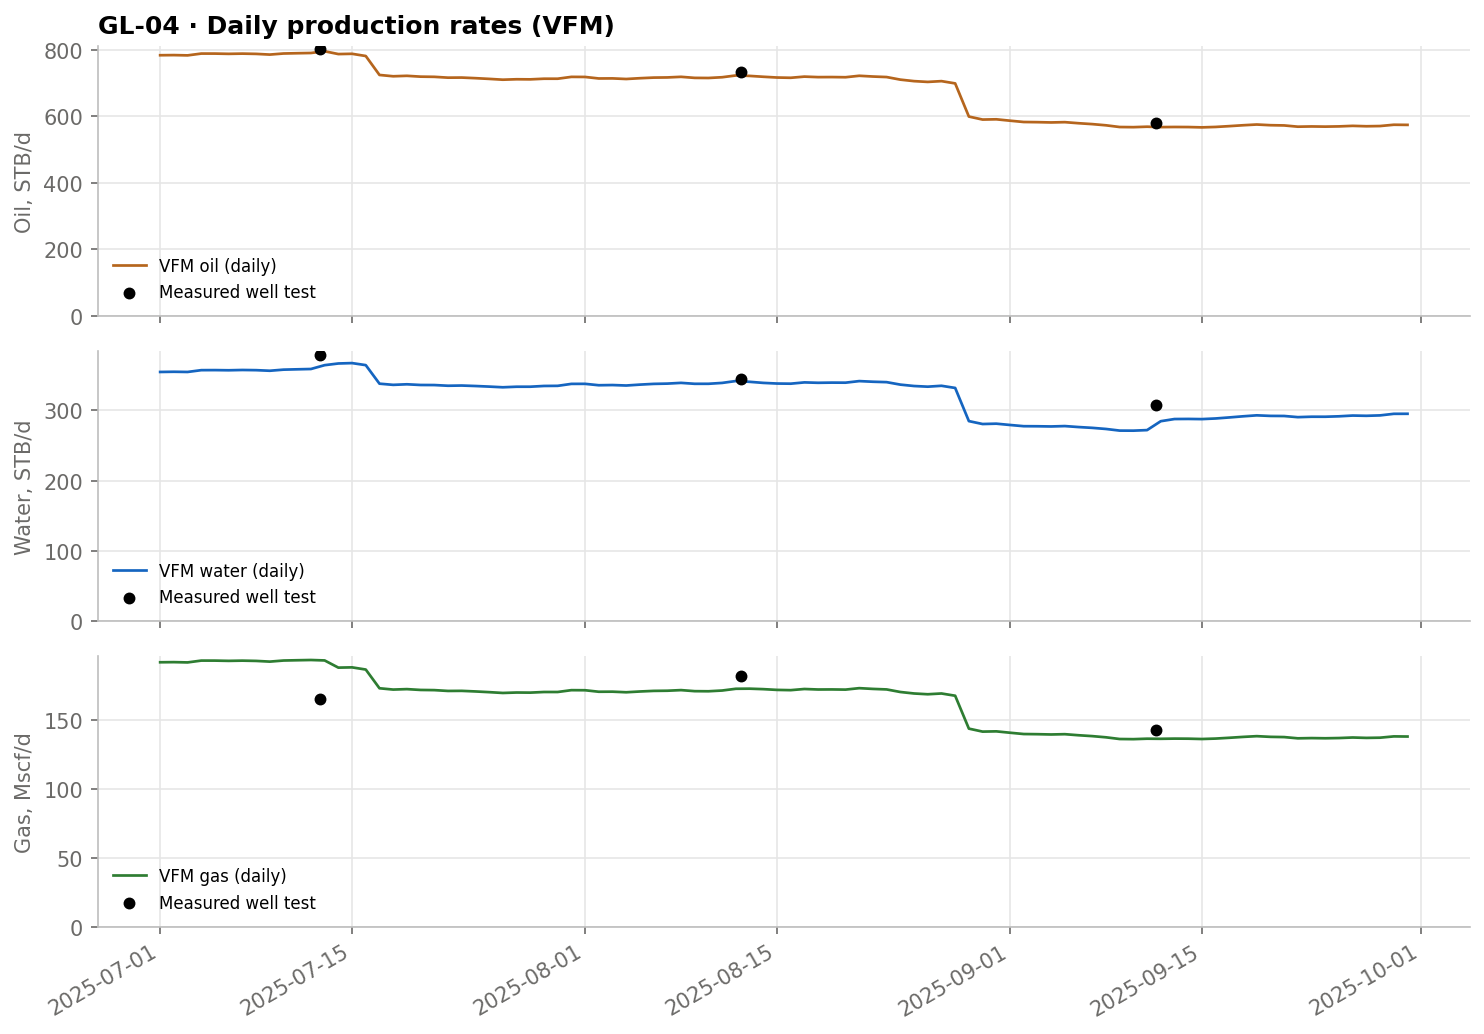 GL-04 · Daily production rates (VFM)
Oil, STB/d
800
600
400
200
0
VFM oil (daily)
Measured well test
Water, STB/d
300
200
100
0
VFM water (daily)
Measured well test
Gas, Mscf/d
150
100
50
0
VFM gas (daily)
Measured well test
2025-07-01
2025-07-15
2025-08-01
2025-08-15
2025-09-01
2025-09-15
2025-10-01